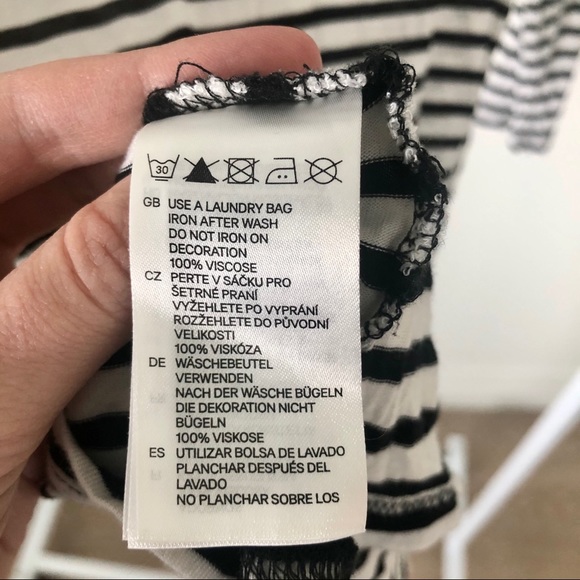 30
GB USE A LAUNDRY BAG
IRON AFTER WASH
DO NOT IRON ON
DECORATION
100% VISCOSE
CZ PERTE V SÁČKU PRO
ŠETRNÉ PRANÍ
VYŽEHLETE PO VYPRÁNÍ
ROZŽEHLETE DO PŮVODNÍ
VELIKOSTI
100% VISKÓZA
DE WÄSCHEBEUTEL
VERWENDEN
NACH DER WÄSCHE BÜGELN
DIE DEKORATION NICHT
BÜGELN
100% VISKOSE
ES UTILIZAR BOLSA DE LAVADO
PLANCHAR DESPUÉS DEL
LAVADO
NO PLANCHAR SOBRE LOS